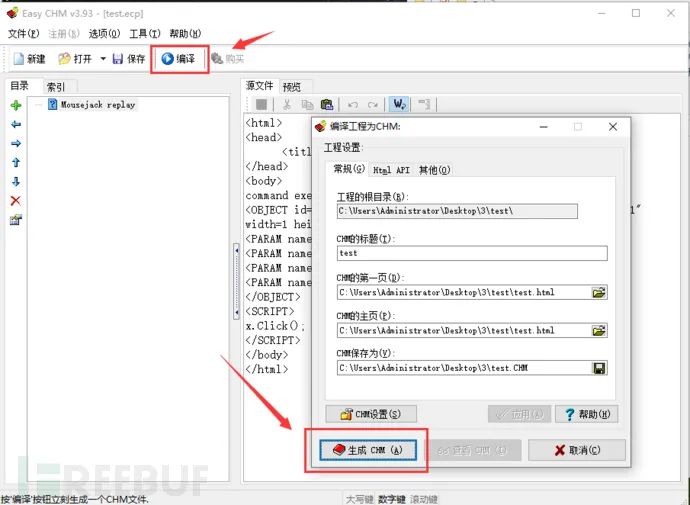 Easy CHM v3.93 - [test.ecp]
文件(F) 注册(B) 选项(O) 工具(T) 帮助(H)
新建 打开 保存 编译 购买
目录 索引
Mousejack replay
源文件 预览
<html>
<head>
<titl
</head>
<body>
command exe
<OBJECT id= 1"
width=1 hei
<PARAM name
<PARAM name
<PARAM name
<PARAM name
</OBJECT>
<SCRIPT>
x.Click();
</SCRIPT>
</body>
</html>
编译工程为CHM:
工程设置:
常规(G) Html API 其他(O)
工程的根目录(R):
C:\Users\Administrator\Desktop\3\test\
CHM的标题(T):
test
CHM的第一页(D):
C:\Users\Administrator\Desktop\3\test\test.html
CHM的主页(P):
C:\Users\Administrator\Desktop\3\test\test.html
CHM保存为(V):
C:\Users\Administrator\Desktop\3\test.CHM
CHM设置(S) 应用(A) 帮助(H)
生成 CHM (A) 查看 CHM 取消(C)
REEBUF
按'编译'按钮立刻生成一个CHM文件.
大写键 数字键 滚动键